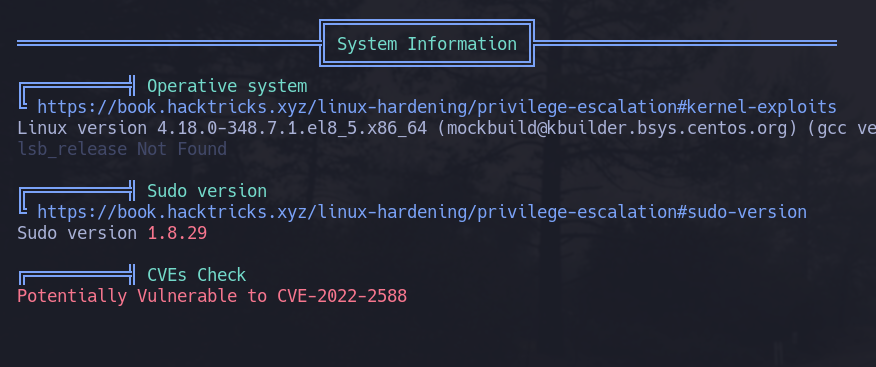 System Information
Operative system
https://book.hacktricks.xyz/linux-hardening/privilege-escalation#kernel-exploits
Linux version 4.18.0-348.7.1.el8_5.x86_64 (mockbuild@kbuilder.bsys.centos.org) (gcc ve
lsb_release Not Found
Sudo version
https://book.hacktricks.xyz/linux-hardening/privilege-escalation#sudo-version
Sudo version 1.8.29
CVEs Check
Potentially Vulnerable to CVE-2022-2588